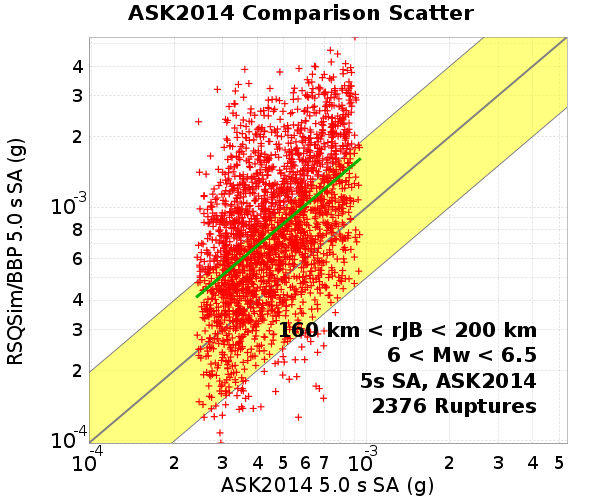 ASK2014 Comparison Scatter
RSQSim/BBP 5.0 s SA (g)
4
3
2
10-3
8
6
4
3
2
10-4
160 km < rJB < 200 km
6 < Mw < 6.5
5s SA, ASK2014
2376 Ruptures
10-4 2 3 4 5 6 7 10-3 2 3 4 5
ASK2014 5.0 s SA (g)